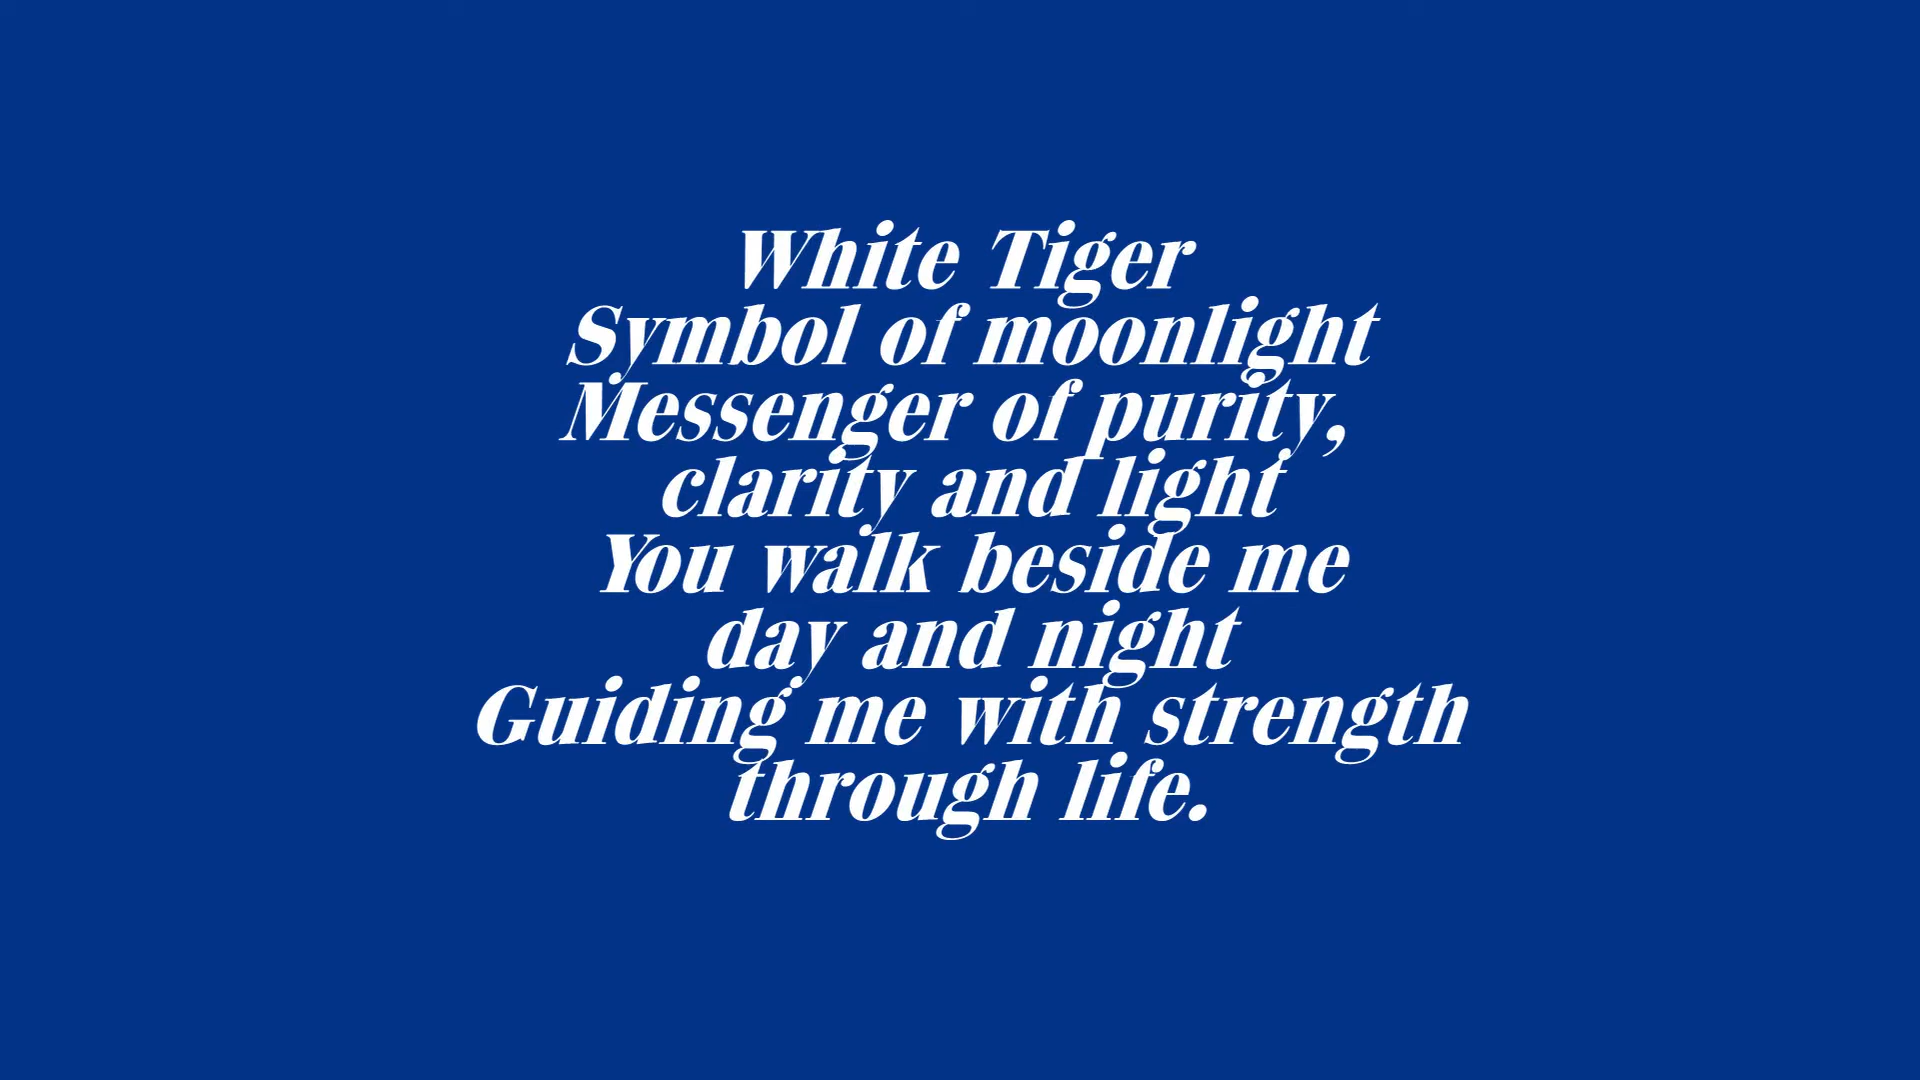 White Tiger
Symbol of moonlight
Messenger of purity,
clarity and light
You walk beside me
day and night
Guiding me with strength
through life.